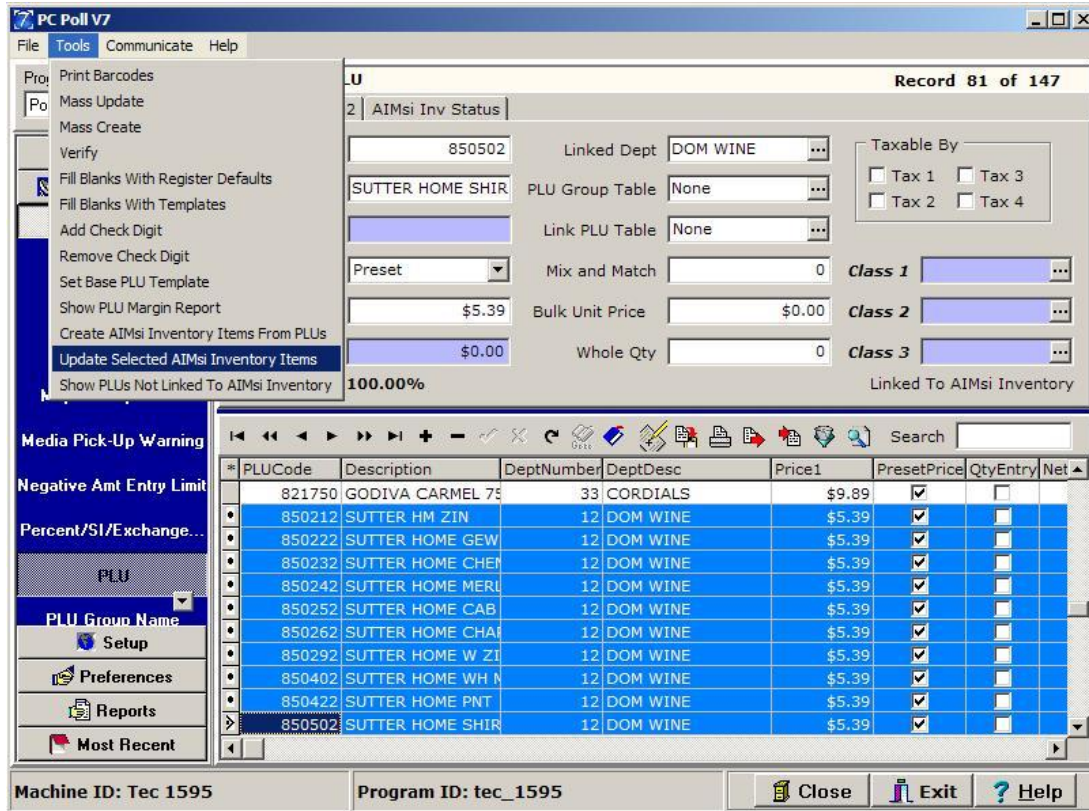 PC Poll V7
File Tools Communicate Help
Print Barcodes
Mass Update
Mass Create
Verify
Fill Blanks With Register Defaults
Fill Blanks With Templates
Add Check Digit
Remove Check Digit
Set Base PLU Template
Show PLU Margin Report
Create AIMsi Inventory Items From PLUs
Update Selected AIMsi Inventory Items
Show PLUs Not Linked To AIMsi Inventory
Record 81 of 147
2 AIMsi Inv Status
850502 Linked Dept DOM WINE Taxable By
Tax 1 Tax 3
SUTTER HOME SHIR PLU Group Table None
Tax 2 Tax 4
Link PLU Table None
Preset Mix and Match 0 Class 1
$5.39 Bulk Unit Price $0.00 Class 2
$0.00 Whole Qty 0 Class 3
100.00% Linked To AIMsi Inventory
Media Pick-Up Warning
Negative Amt Entry Limit
Percent/SI/Exchange...
PLU
PLU Group Name
Setup
Preferences
Reports
Most Recent
Search
* PLUCode Description DeptNumber DeptDesc Price1 PresetPrice QtyEntry Net
821750 GODIVA CARMEL 75 33 CORDIALS $9.89
850212 SUTTER HM ZIN 12 DOM WINE $5.39
850222 SUTTER HOME GEW 12 DOM WINE $5.39
850232 SUTTER HOME CHEN 12 DOM WINE $5.39
850242 SUTTER HOME MERL 12 DOM WINE $5.39
850252 SUTTER HOME CAB 12 DOM WINE $5.39
850262 SUTTER HOME CHAR 12 DOM WINE $5.39
850292 SUTTER HOME W ZI 12 DOM WINE $5.39
850402 SUTTER HOME WH M 12 DOM WINE $5.39
850422 SUTTER HOME PNT 12 DOM WINE $5.39
850502 SUTTER HOME SHIR 12 DOM WINE $5.39
Machine ID: Tec 1595 Program ID: tec_1595 Close Exit Help